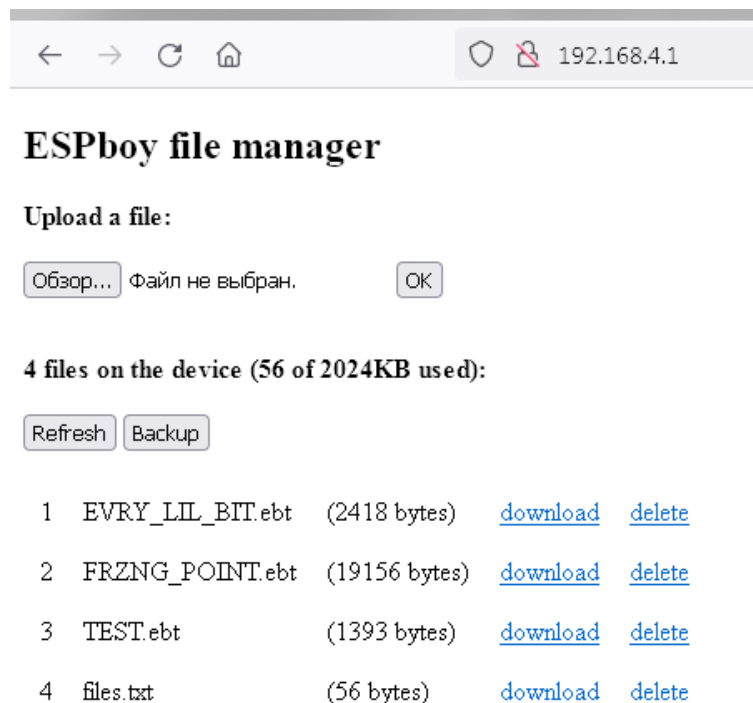 192.168.4.1
ESPboy file manager
Upload a file:
Обзор... Файл не выбран. OK
4 files on the device (56 of 2024KB used):
Refresh Backup
1 EVRY_LIL_BIT.ebt (2418 bytes) download delete
2 FRZNG_POINT.ebt (19156 bytes) download delete
3 TEST.ebt (1393 bytes) download delete
4 files.txt (56 bytes) download delete